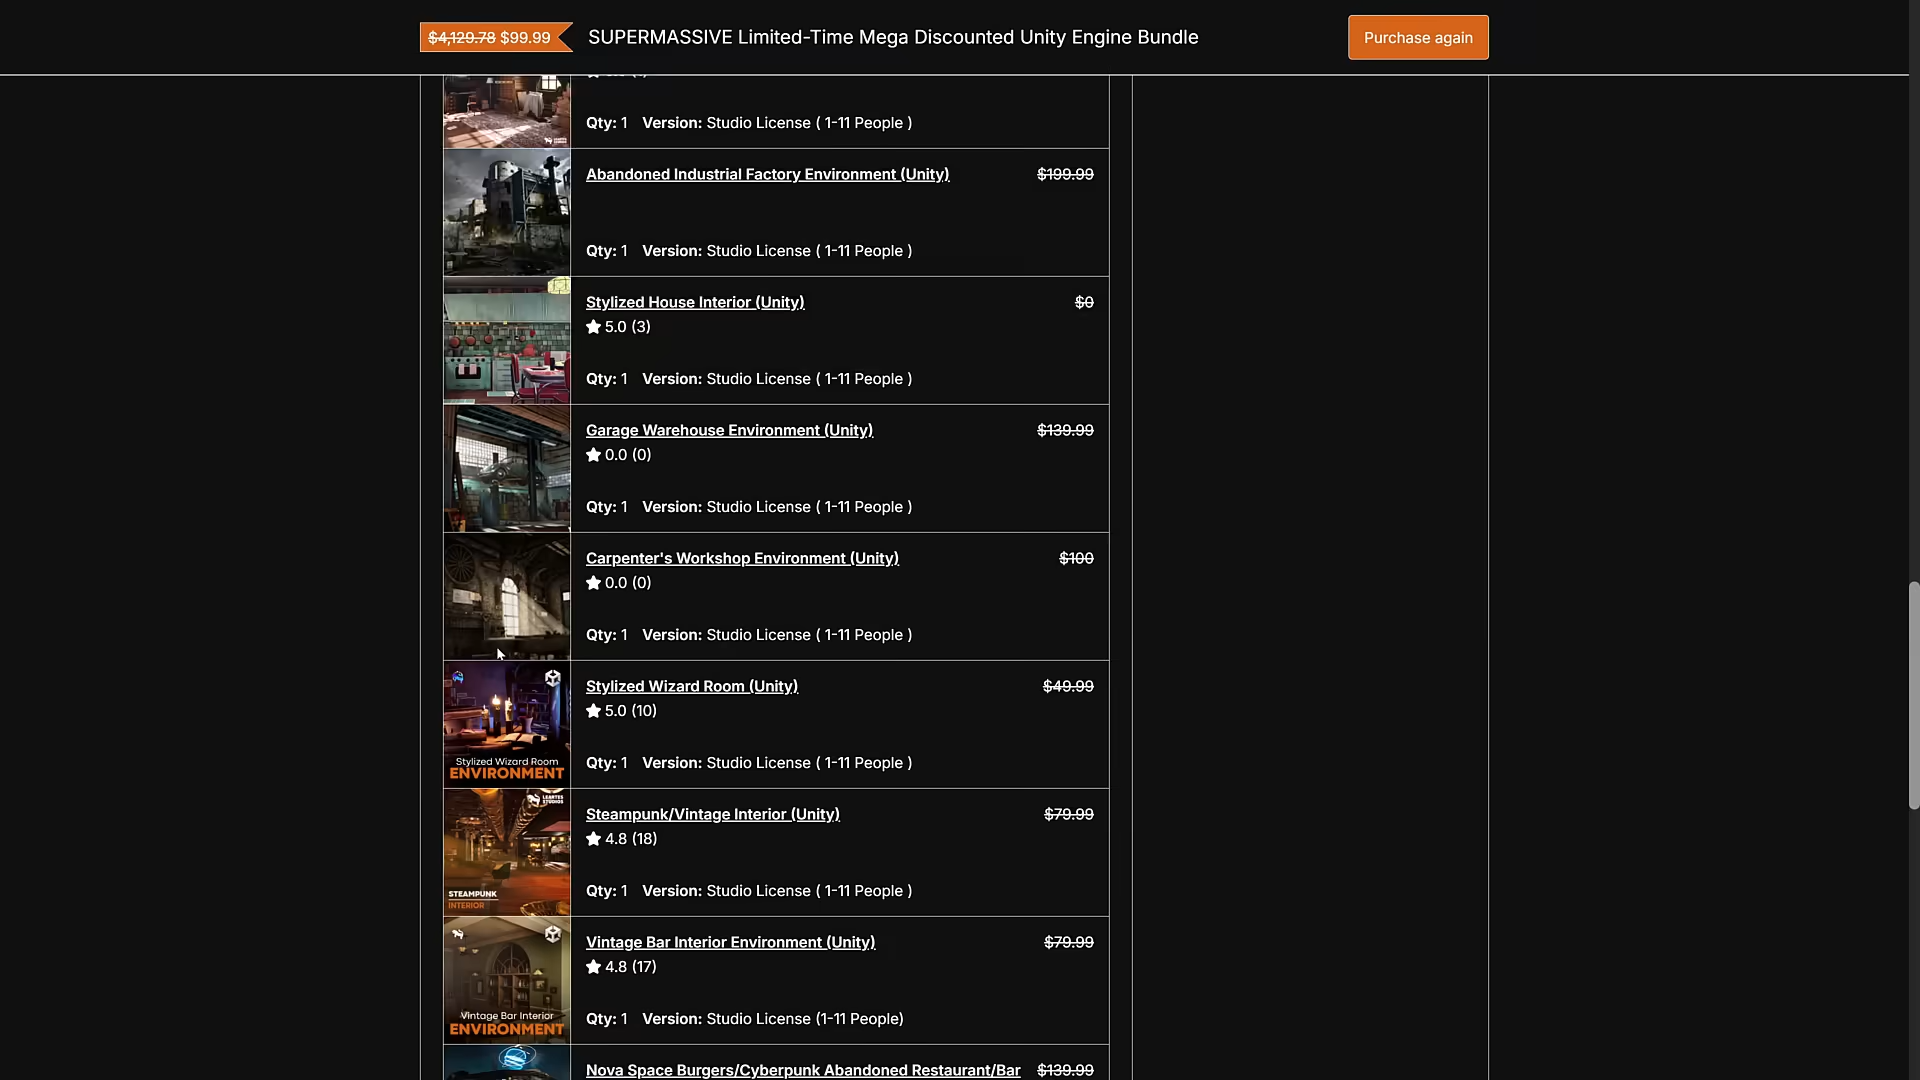 $4,129.78 $99.99
SUPERMASSIVE Limited-Time Mega Discounted Unity Engine Bundle
Purchase again
Qty: 1 Version: Studio License ( 1-11 People )
Abandoned Industrial Factory Environment (Unity)
$199.99
Qty: 1 Version: Studio License ( 1-11 People )
Stylized House Interior (Unity)
$0
5.0 (3)
Qty: 1 Version: Studio License ( 1-11 People )
Garage Warehouse Environment (Unity)
$139.99
0.0 (0)
Qty: 1 Version: Studio License ( 1-11 People )
Carpenter's Workshop Environment (Unity)
$100
0.0 (0)
Qty: 1 Version: Studio License ( 1-11 People )
Stylized Wizard Room (Unity)
$49.99
5.0 (10)
Stylized Wizard Room
ENVIRONMENT
Qty: 1 Version: Studio License ( 1-11 People )
LEARTES
STUDIOS
Steampunk/Vintage Interior (Unity)
$79.99
4.8 (18)
STEAMPUNK
INTERIOR
Qty: 1 Version: Studio License ( 1-11 People )
Vintage Bar Interior Environment (Unity)
$79.99
4.8 (17)
Vintage Bar Interior
ENVIRONMENT
Qty: 1 Version: Studio License (1-11 People)
Nova Space Burgers/Cyberpunk Abandoned Restaurant/Bar
$139.99